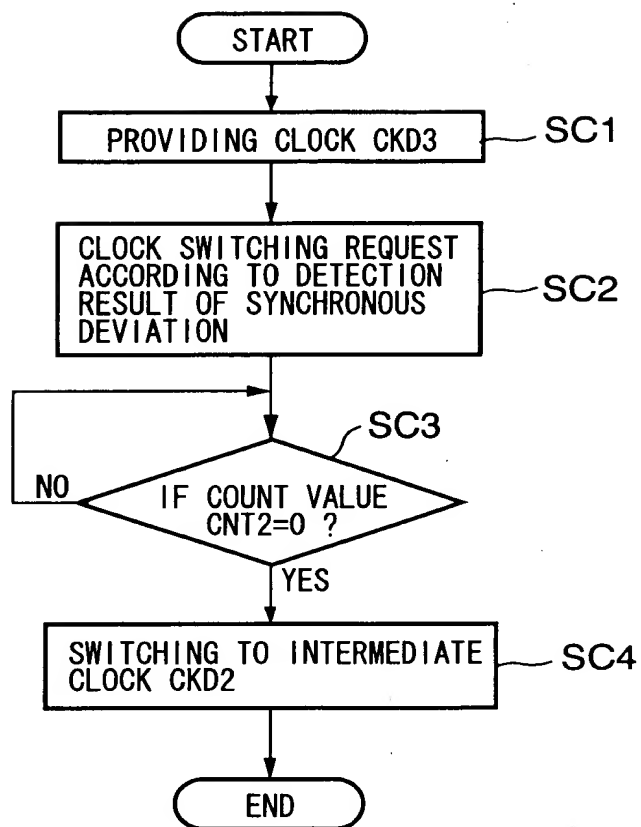 START
PROVIDING CLOCK CKD3
SC1
CLOCK SWITCHING REQUEST
ACCORDING TO DETECTION
RESULT OF SYNCHRONOUS
DEVIATION
SC2
SC3
NO
IF COUNT VALUE
CNT2=0 ?
YES
SWITCHING TO INTERMEDIATE
CLOCK CKD2
SC4
END